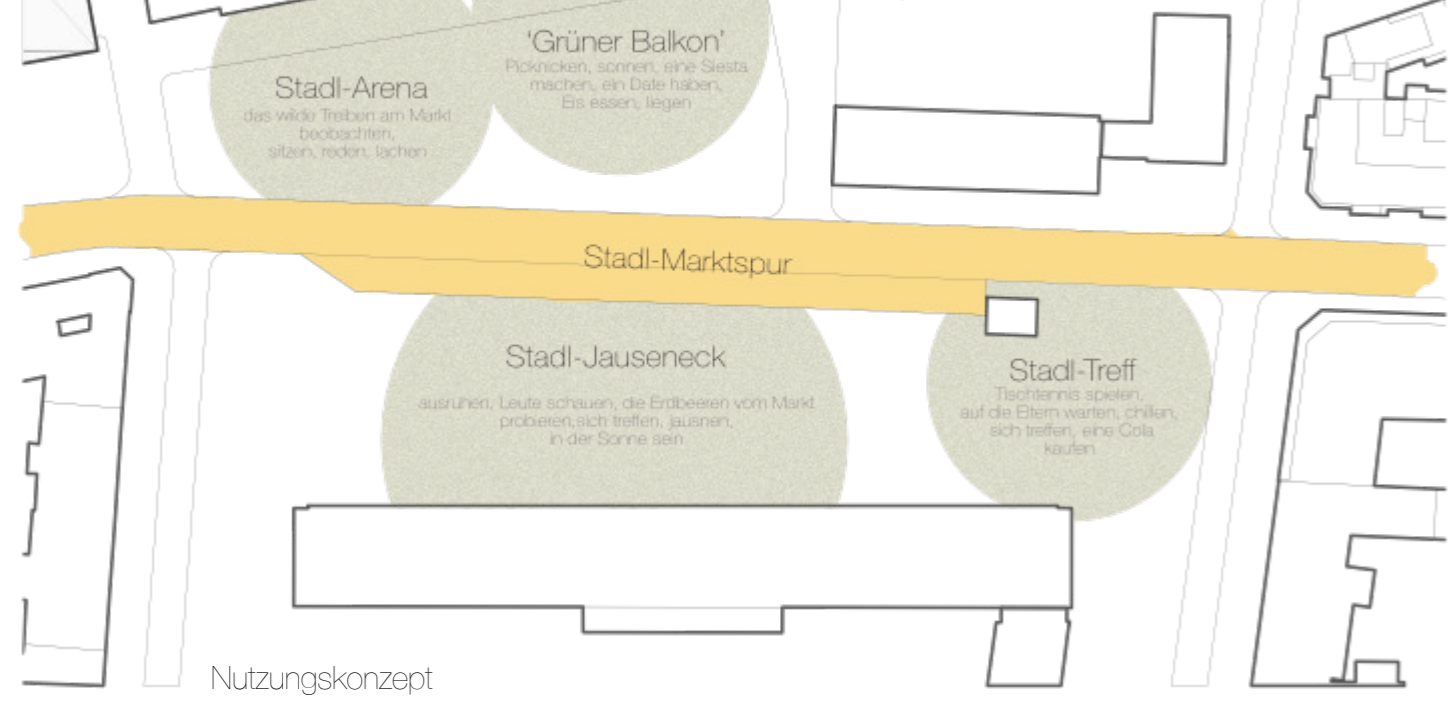 'Grüner Balkon'
Picknicken, sonnen, eine Siesta
machen, ein Date haben,
Eis essen, liegen
Stadl-Arena
das wilde Treiben am Markt
beobachten,
sitzen, reden, lachen
Stadl-Marktspur
Stadl-Jauseneck
ausruhen, Leute schauen, die Erdbeeren vom Markt
probieren,sich treffen, jausnen,
in der Sonne sein
Stadl-Treff
Tischtennis spielen,
auf die Eltern warten, chillen,
sich treffen, eine Cola
kaufen
Nutzungskonzept